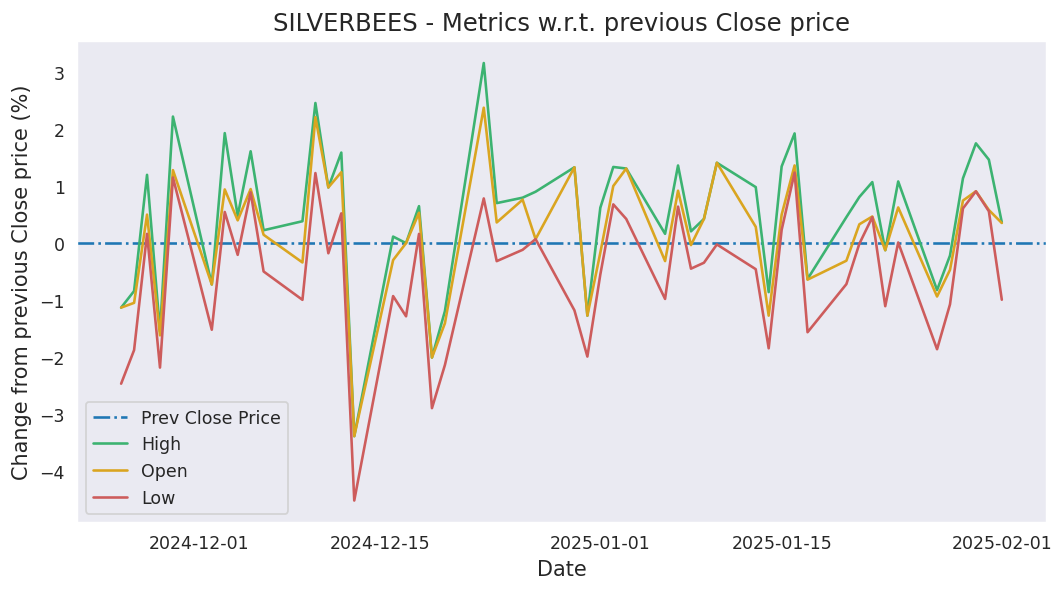 SILVERBEES - Metrics w.r.t. previous Close price
Change from previous Close price (%)
3
2
1
0
−1
−2
−3
−4
Prev Close Price
High
Open
Low
2024-12-01 2024-12-15 2025-01-01 2025-01-15 2025-02-01
Date